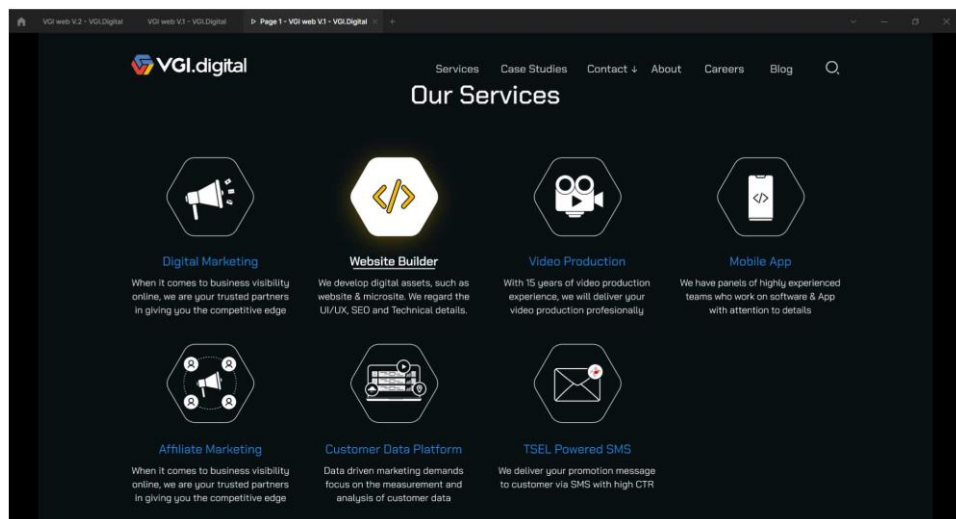 VGI web V.2 - VGI.Digital
VGI web V.1 - VGI.Digital
Page 1 - VGI web V.1 - VGI.Digital
VGI.digital
Services
Case Studies
Contact ↓
About
Careers
Blog
Our Services
Digital Marketing
When it comes to business visibility
online, we are your trusted partners
in giving you the competitive edge
Website Builder
We develop digital assets, such as
website & microsite. We regard the
UI/UX, SEO and Technical details.
Video Production
With 15 years of video production
experience, we will deliver your
video production profesionally
Mobile App
We have panels of highly experienced
teams who work on software & App
with attention to details
Affiliate Marketing
When it comes to business visibility
online, we are your trusted partners
in giving you the competitive edge
Customer Data Platform
Data driven marketing demands
focus on the measurement and
analysis of customer data
TSEL Powered SMS
We deliver your promotion message
to customer via SMS with high CTR